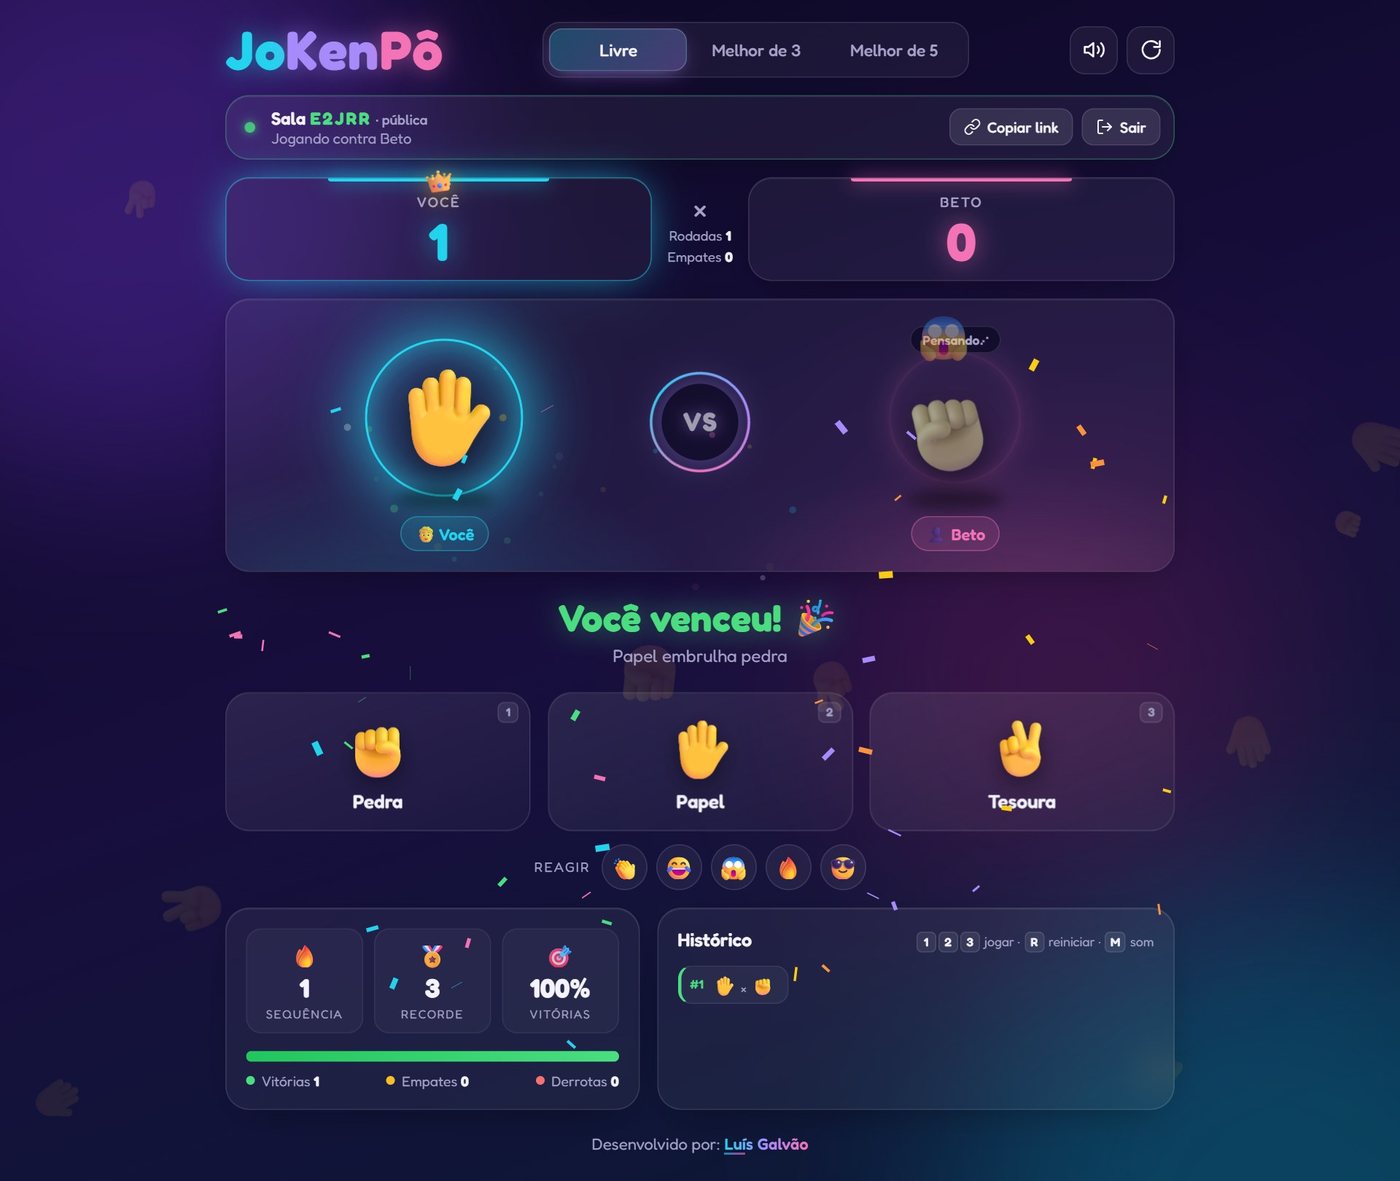 JoKenPô
Livre
Melhor de 3
Melhor de 5
Sala E2JRR · pública
Jogando contra Beto
Copiar link
Sair
VOCÊ
1
×
Rodadas 1
Empates 0
BETO
0
Pensando
VS
Você
Beto
Você venceu!
Papel embrulha pedra
1
Pedra
2
Papel
3
Tesoura
REAGIR
1
SEQUÊNCIA
3
RECORDE
100%
VITÓRIAS
Vitórias 1
Empates 0
Derrotas 0
Histórico
1 2 3 jogar · R reiniciar · M som
#1 ×
Desenvolvido por: Luís Galvão